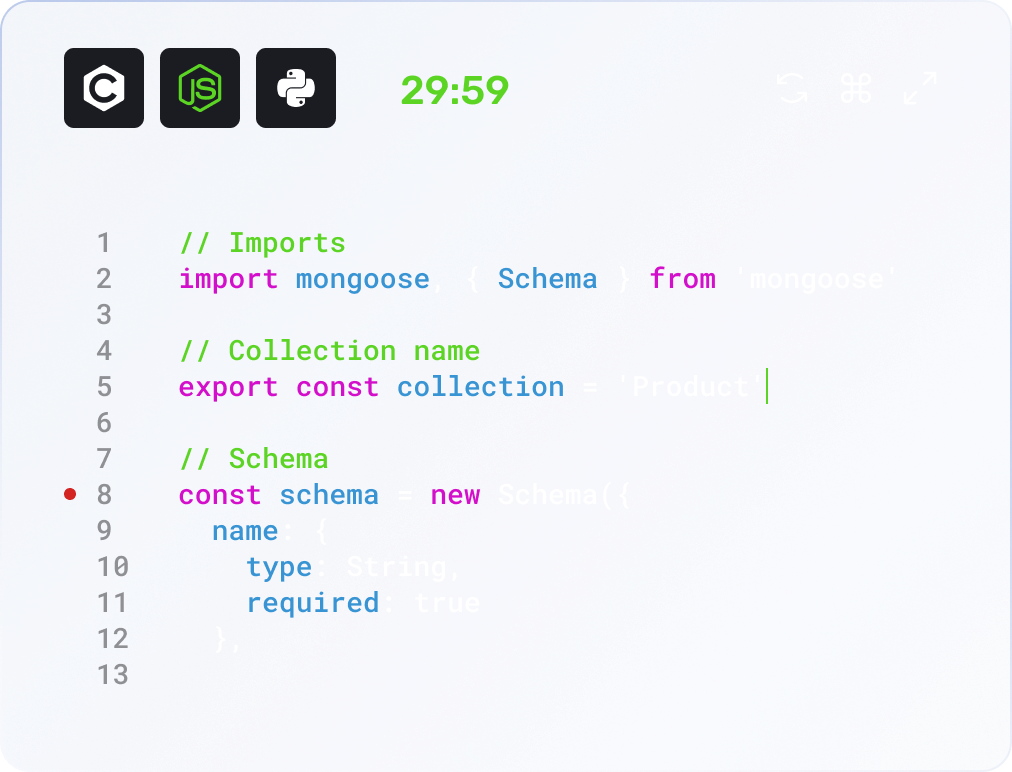 C JS
29:59
1 // Imports
2 import mongoose, { Schema } from 'mongoose'
3
4 // Collection name
5 export const collection = `Product`
6
7 // Schema
8 const schema = new Schema({
9 name: {
10 type: String,
11 required: true
12 },
13